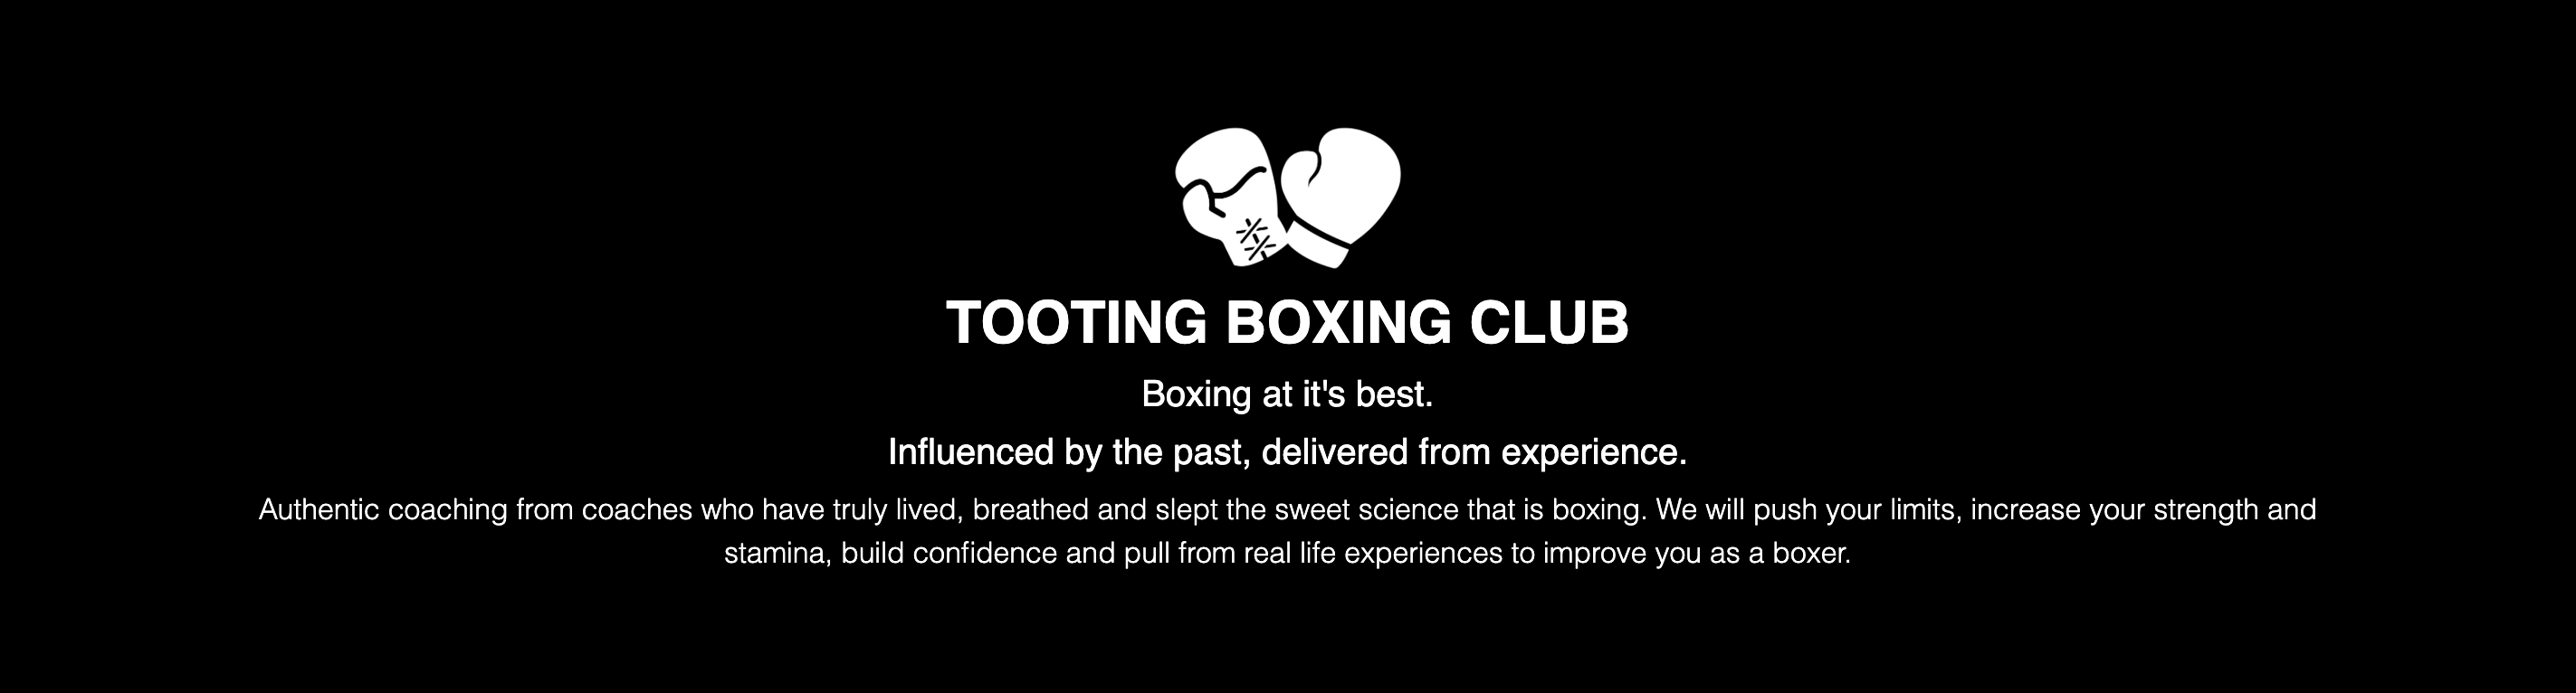 TOOTING BOXING CLUB
Boxing at it's best.
Influenced by the past, delivered from experience.
Authentic coaching from coaches who have truly lived, breathed and slept the sweet science that is boxing. We will push your limits, increase your strength and
stamina, build confidence and pull from real life experiences to improve you as a boxer.